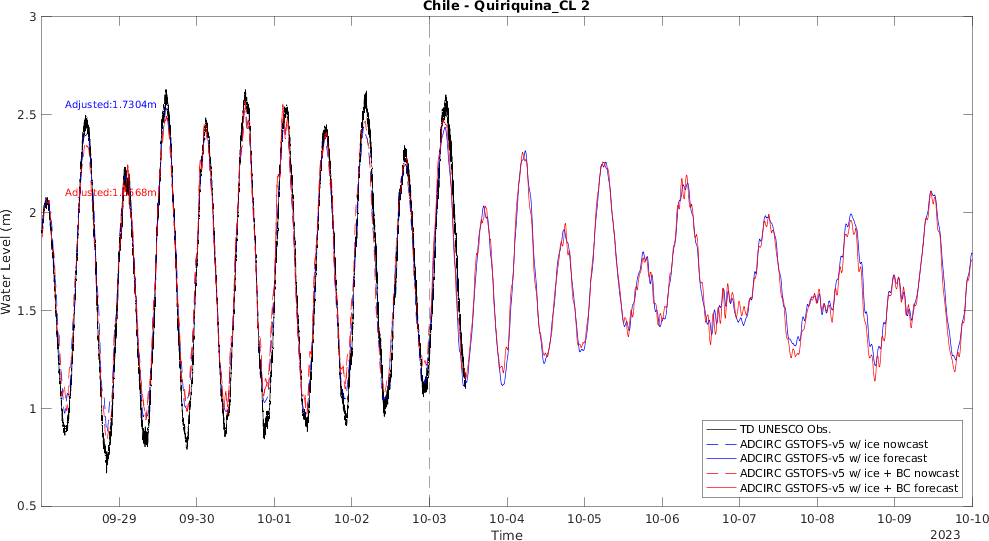 Chile - Quiriquina_CL 2
3
2.5
2
1.5
1
0.5
Water Level (m)
Adjusted:1.7304m
09-29
09-30
10-01
10-02
10-03
10-04
10-05
10-06
10-07
10-08
10-09
10-10
Time
2023
TD UNESCO Obs.
ADCIRC GSTOFS-v5 w/ ice nowcast
ADCIRC GSTOFS-v5 w/ ice forecast
ADCIRC GSTOFS-v5 w/ ice + BC nowcast
ADCIRC GSTOFS-v5 w/ ice + BC forecast